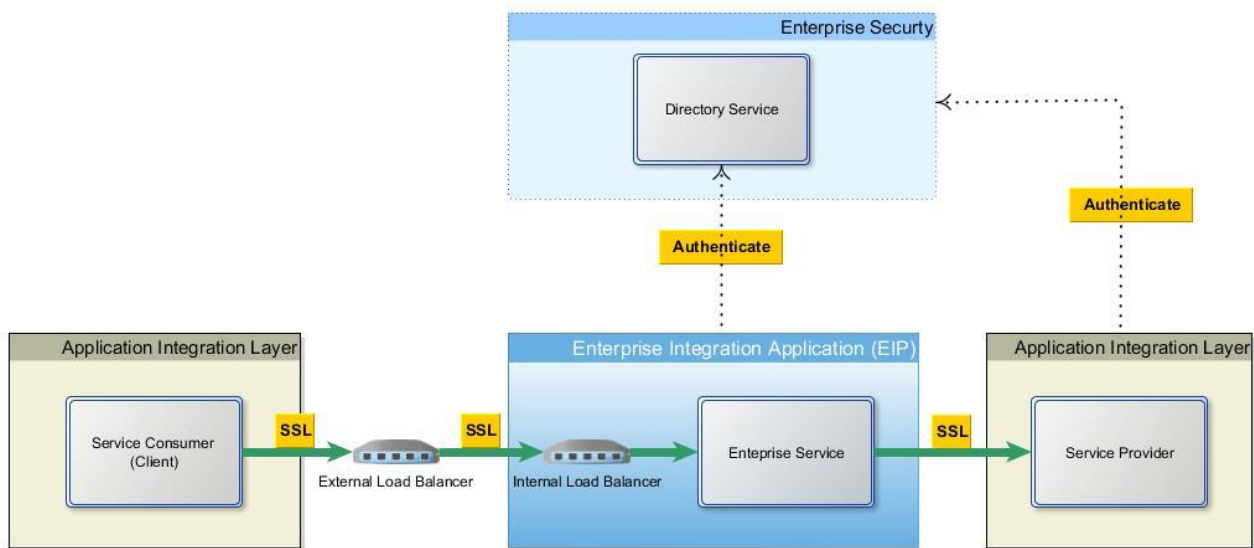 Enterprise Securty
Directory Service
Authenticate
Authenticate
Application Integration Layer
Enterprise Integration Application (EIP)
Application Integration Layer
Service Consumer
(Client)
SSL
External Load Balancer
SSL
Internal Load Balancer
Enteprise Service
SSL
Service Provider